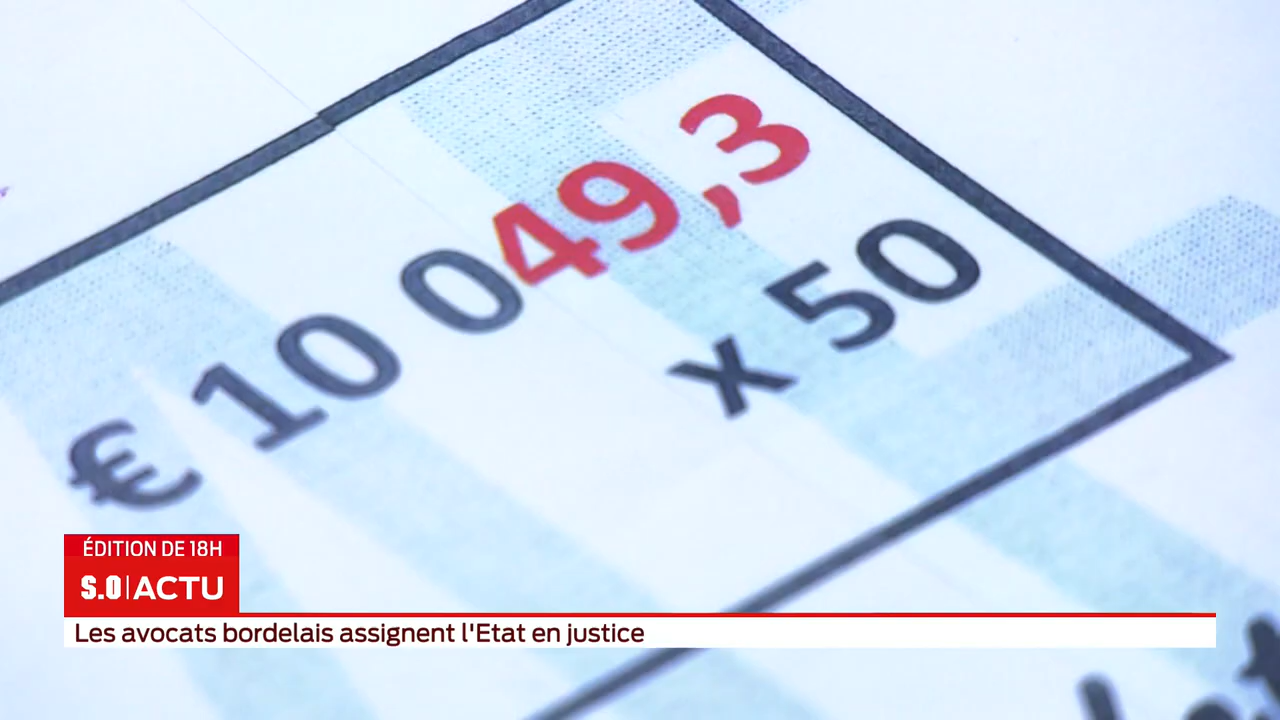 € 10 049,3
x 50
ÉDITION DE 18H
S.O|ACTU
Les avocats bordelais assignent l'Etat en justice